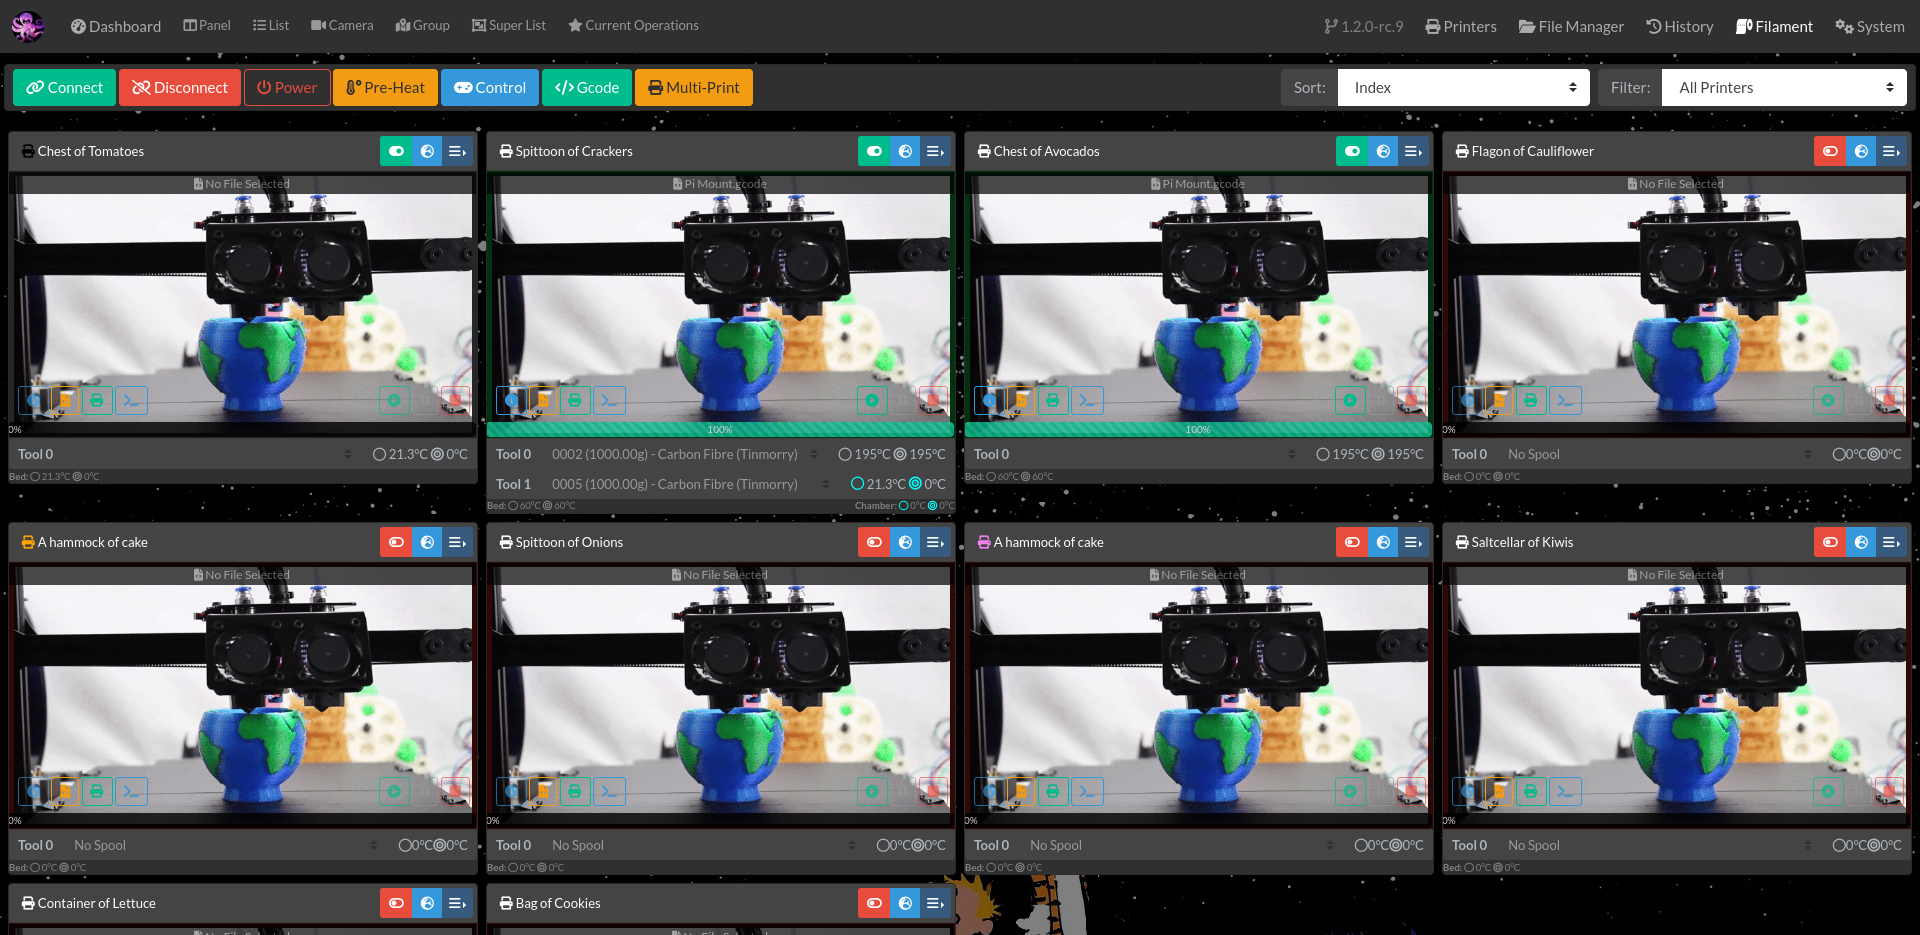 Dashboard Panel List Camera Group Super List Current Operations 1.2.0-rc.9 Printers File Manager History Filament System
Connect Disconnect Power Pre-Heat Control Gcode Multi-Print Sort: Index Filter: All Printers
Chest of Tomatoes
No File Selected
0%
Tool 0 21.3°C 0°C
Bed: 21.3°C 0°C
Spittoon of Crackers
Pi Mount.gcode
100%
Tool 0 0002 (1000.00g) - Carbon Fibre (Tinmorry) 195°C 195°C
Tool 1 0005 (1000.00g) - Carbon Fibre (Tinmorry) 21.3°C 0°C
Bed: 60°C 60°C Chamber: 0°C 0°C
Chest of Avocados
Pi Mount.gcode
100%
Tool 0 195°C 195°C
Bed: 60°C 60°C
Flagon of Cauliflower
No File Selected
0%
Tool 0 No Spool 0°C 0°C
Bed: 0°C 0°C
A hammock of cake
No File Selected
0%
Tool 0 No Spool 0°C 0°C
Bed: 0°C 0°C
Spittoon of Onions
No File Selected
0%
Tool 0 No Spool 0°C 0°C
Bed: 0°C 0°C
A hammock of cake
No File Selected
0%
Tool 0 No Spool 0°C 0°C
Bed: 0°C 0°C
Saltcellar of Kiwis
No File Selected
0%
Tool 0 No Spool 0°C 0°C
Bed: 0°C 0°C
Container of Lettuce
No File Selected
Bag of Cookies
No File Selected